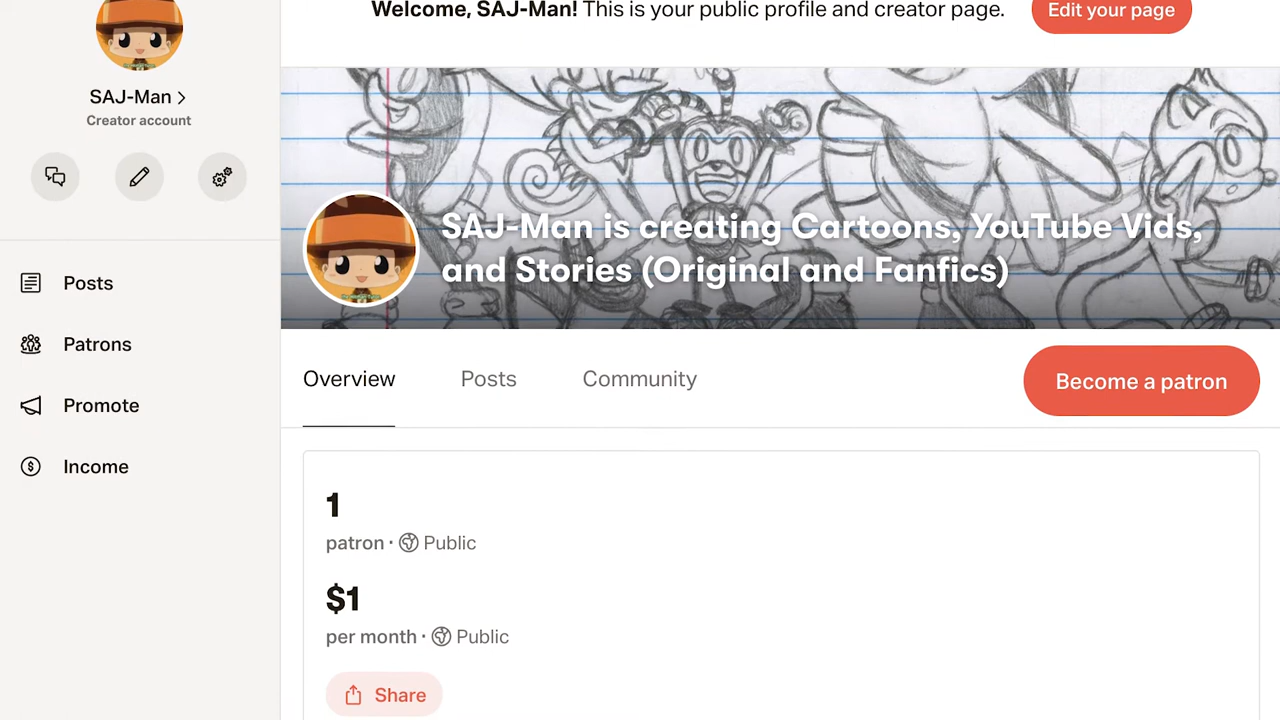 Welcome, SAJ-Man! This is your public profile and creator page.
Edit your page
SAJ-Man
Creator account
Posts
Patrons
Promote
Income
SAJ-Man is creating Cartoons, YouTube Vids,
and Stories (Original and Fanfics)
Overview
Posts
Community
Become a patron
1
patron · Public
$1
per month · Public
Share